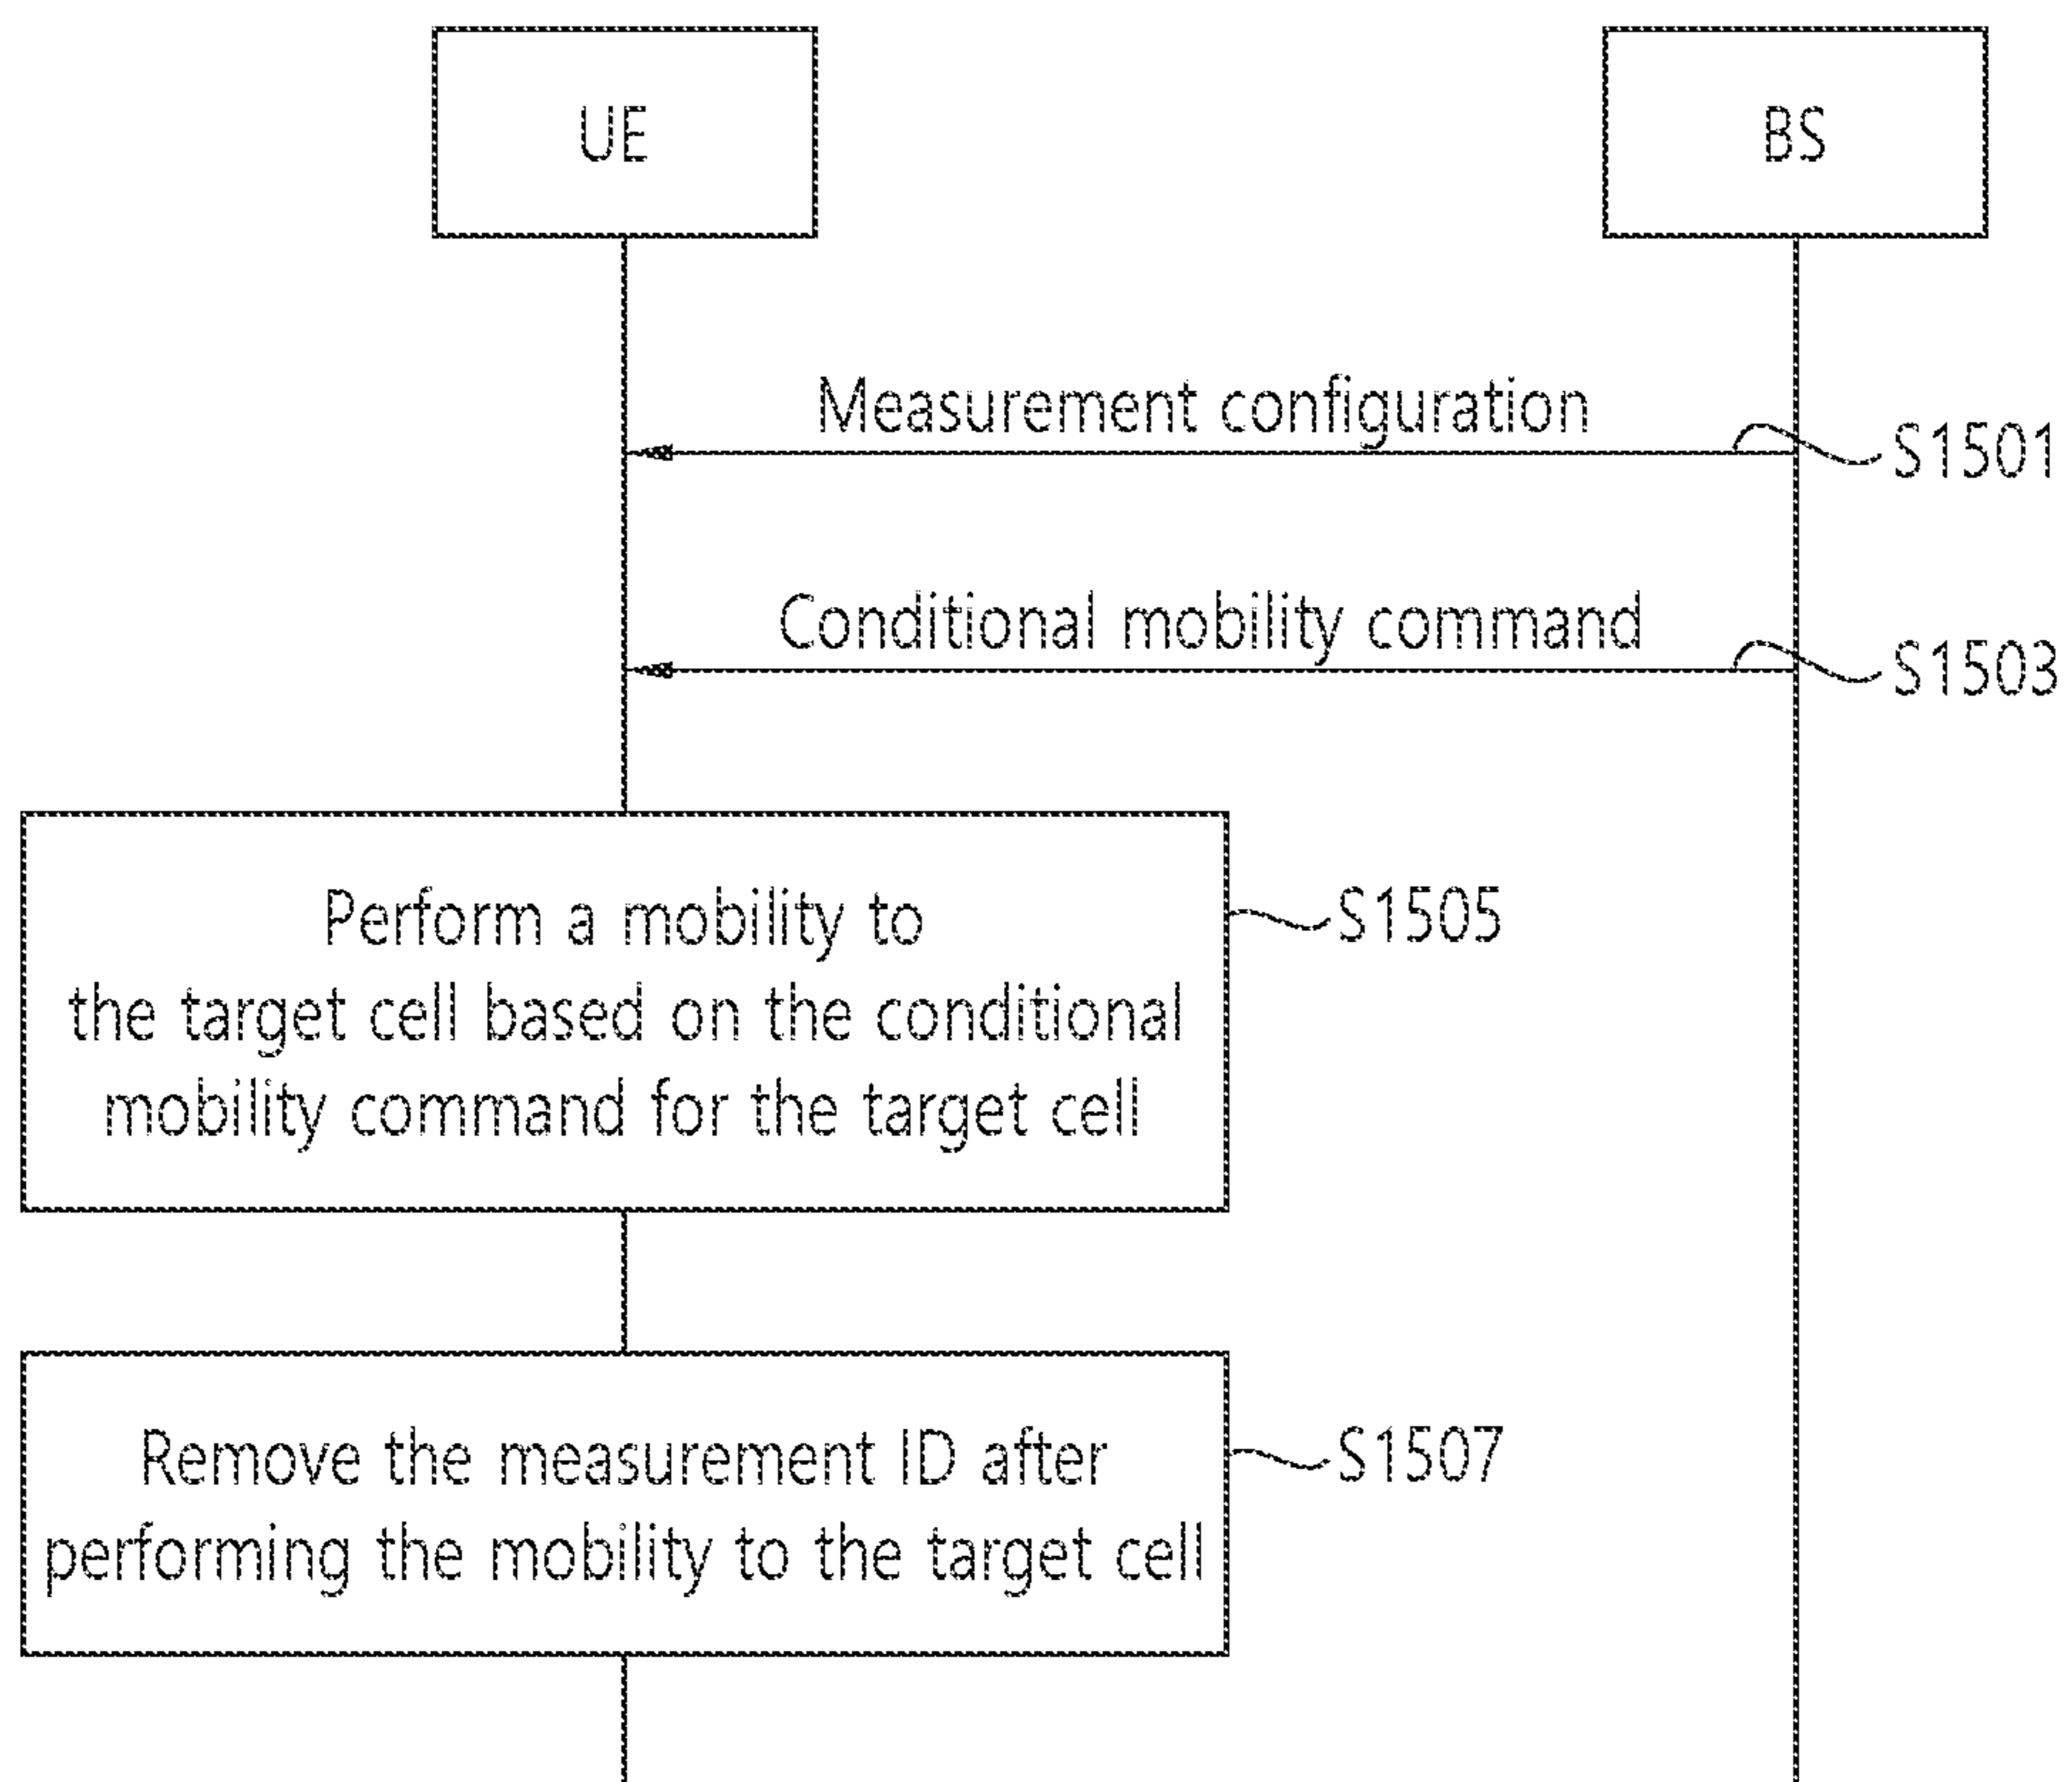 UE
BS
Measurement configuration
S1501
Conditional mobility command
S1503
Perform a mobility to
the target cell based on the conditional
mobility command for the target cell
S1505
Remove the measurement ID after
performing the mobility to the target cell
S1507